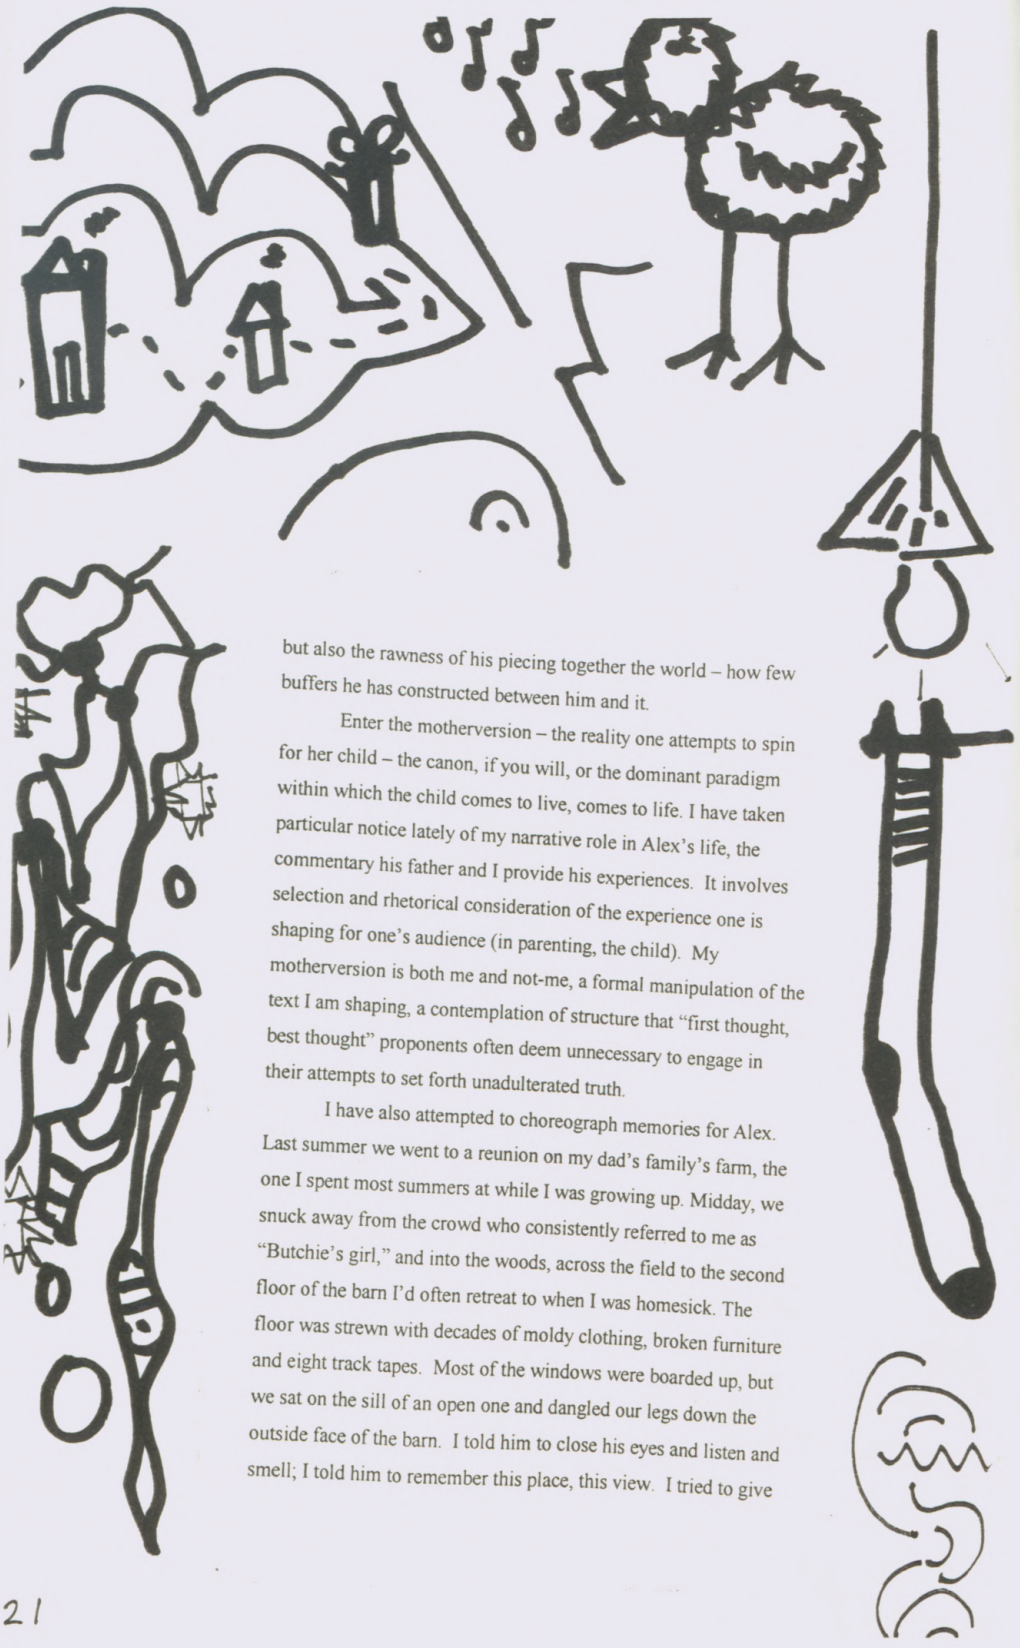 but also the rawness of his piecing together the world – how few
buffers he has constructed between him and it.
Enter the motherversion – the reality one attempts to spin
for her child – the canon, if you will, or the dominant paradigm
within which the child comes to live, comes to life. I have taken
particular notice lately of my narrative role in Alex's life, the
commentary his father and I provide his experiences.  It involves
selection and rhetorical consideration of the experience one is
shaping for one's audience (in parenting, the child).  My
motherversion is both me and not-me, a formal manipulation of the
text I am shaping, a contemplation of structure that “first thought,
best thought” proponents often deem unnecessary to engage in
their attempts to set forth unadulterated truth.
I have also attempted to choreograph memories for Alex.
Last summer we went to a reunion on my dad's family's farm, the
one I spent most summers at while I was growing up. Midday, we
snuck away from the crowd who consistently referred to me as
“Butchie's girl,” and into the woods, across the field to the second
floor of the barn I'd often retreat to when I was homesick. The
floor was strewn with decades of moldy clothing, broken furniture
and eight track tapes.  Most of the windows were boarded up, but
we sat on the sill of an open one and dangled our legs down the
outside face of the barn.  I told him to close his eyes and listen and
smell; I told him to remember this place, this view.  I tried to give
21